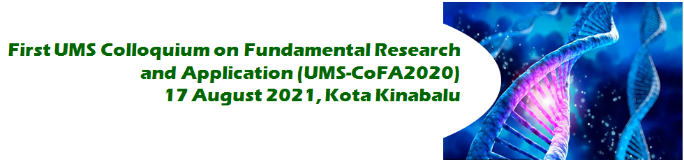 First UMS Colloquium on Fundamental Research
and Application (UMS-CoFA2020)
17 August 2021, Kota Kinabalu